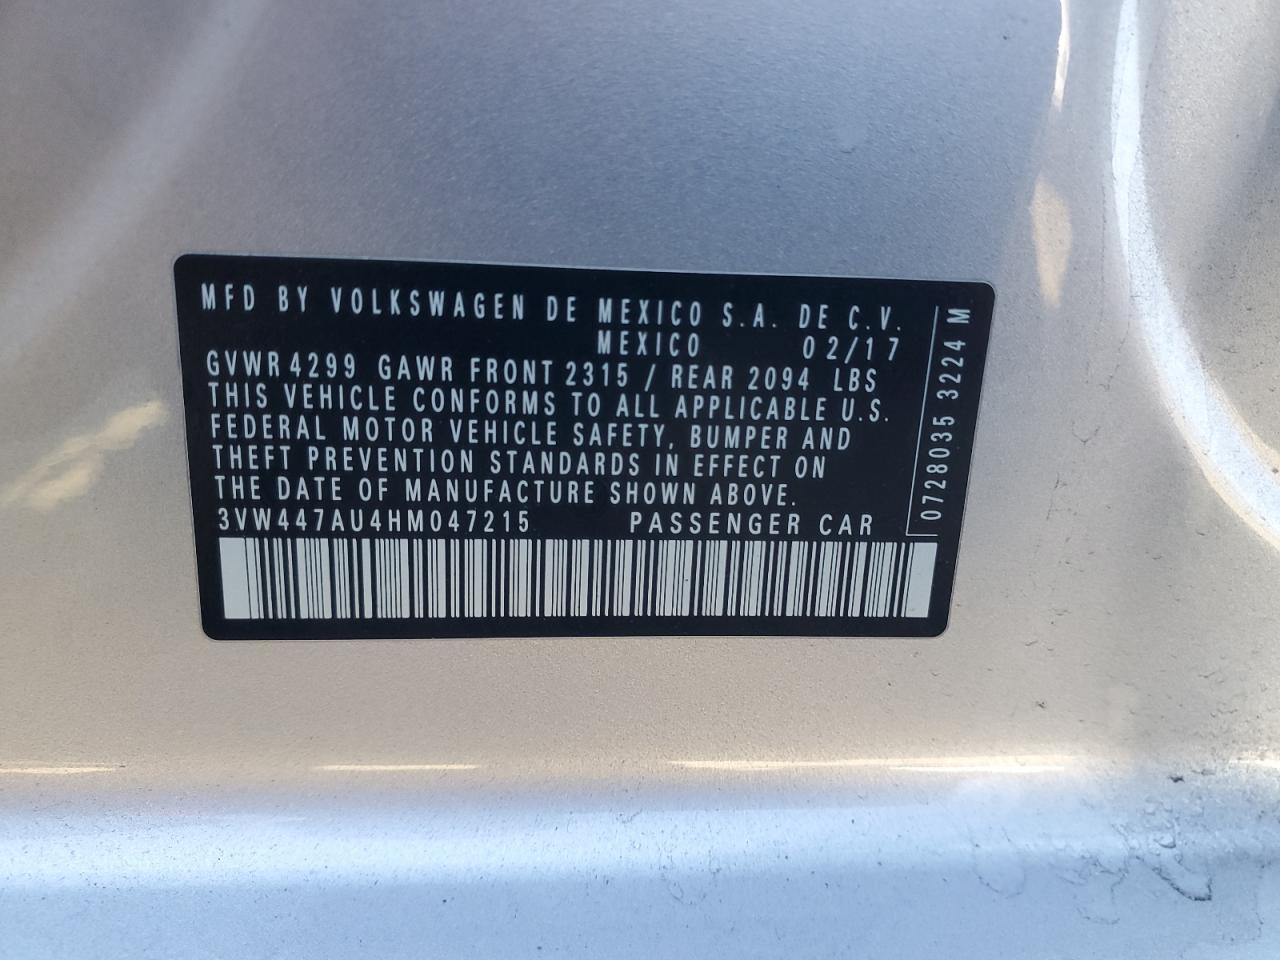 MFD BY VOLKSWAGEN DE MEXICO S.A. DE C.V.
MEXICO 02/17
GVWR 4299 GAWR FRONT 2315 / REAR 2094 LBS
THIS VEHICLE CONFORMS TO ALL APPLICABLE U.S.
FEDERAL MOTOR VEHICLE SAFETY, BUMPER AND
THEFT PREVENTION STANDARDS IN EFFECT ON
THE DATE OF MANUFACTURE SHOWN ABOVE.
3VW447AU4HM047215 PASSENGER CAR
0728035 3224 M